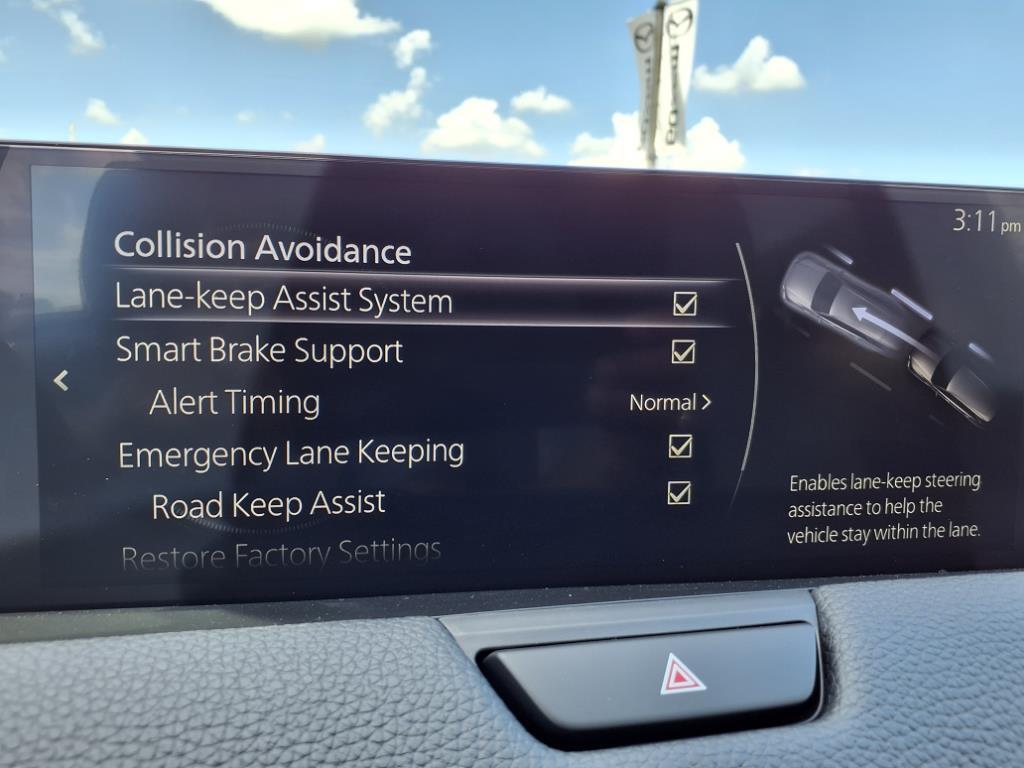 mazda
3:11 pm
Collision Avoidance
Lane-keep Assist System
Smart Brake Support
Alert Timing
Normal >
Emergency Lane Keeping
Road Keep Assist
Restore Factory Settings
Enables lane-keep steering
assistance to help the
vehicle stay within the lane.